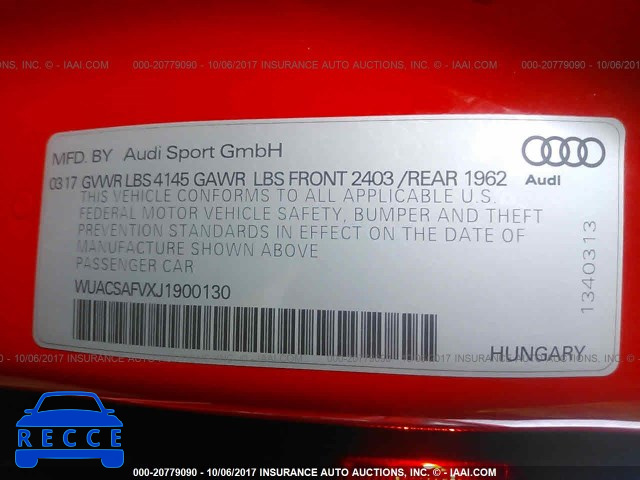 INC. © - IAAI.COM 000-20779090 - 10/06/2017 INSURANCE AUTO AUCTIONS, INC. © - IAAI.COM 000-20779090 - 10/06/2017 INSURANCE
MFD. BY Audi Sport GmbH
Audi
0317 GVWR LBS 4145 GAWR LBS FRONT 2403 /REAR 1962
THIS VEHICLE CONFORMS TO ALL APPLICABLE U.S.
FEDERAL MOTOR VEHICLE SAFETY, BUMPER AND THEFT
PREVENTION STANDARDS IN EFFECT ON THE DATE OF
MANUFACTURE SHOWN ABOVE
PASSENGER CAR
WUACSAFVXJ1900130
1340313
HUNGARY
RECCE
000-20779090 - 10/06/2017 INSURANCE AUTO AUCTIONS, INC. © - IAAI.COM